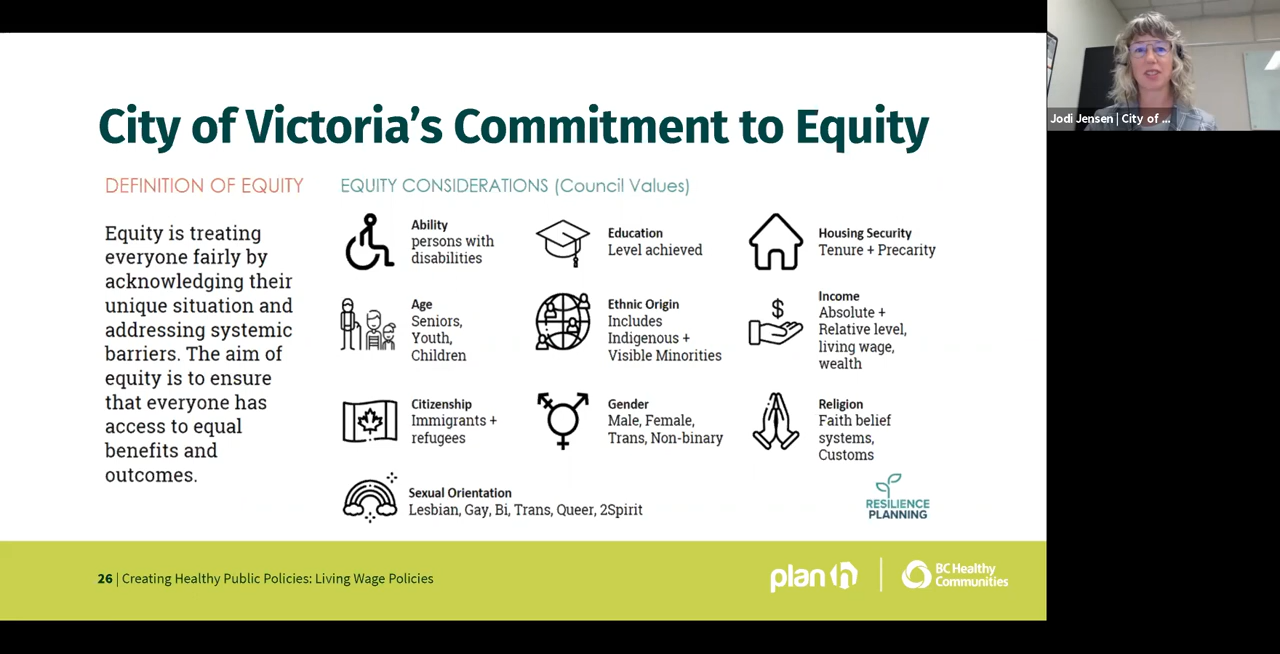 City of Victoria's Commitment to Equity
DEFINITION OF EQUITY
Equity is treating
everyone fairly by
acknowledging their
unique situation and
addressing systemic
barriers. The aim of
equity is to ensure
that everyone has
access to equal
benefits and
outcomes.
EQUITY CONSIDERATIONS (Council Values)
Ability
persons with
disabilities
Education
Level achieved
Housing Security
Tenure + Precarity
Age
Seniors,
Youth,
Children
Ethnic Origin
Includes
Indigenous +
Visible Minorities
$
Income
Absolute +
Relative level,
living wage,
wealth
Citizenship
Immigrants +
refugees
Gender
Male, Female,
Trans, Non-binary
Religion
Faith belief
systems,
Customs
Sexual Orientation
Lesbian, Gay, Bi, Trans, Queer, 2Spirit
RESILIENCE
PLANNING
26 | Creating Healthy Public Policies: Living Wage Policies
plan h
BC Healthy
Communities
Jodi Jensen | City of ...